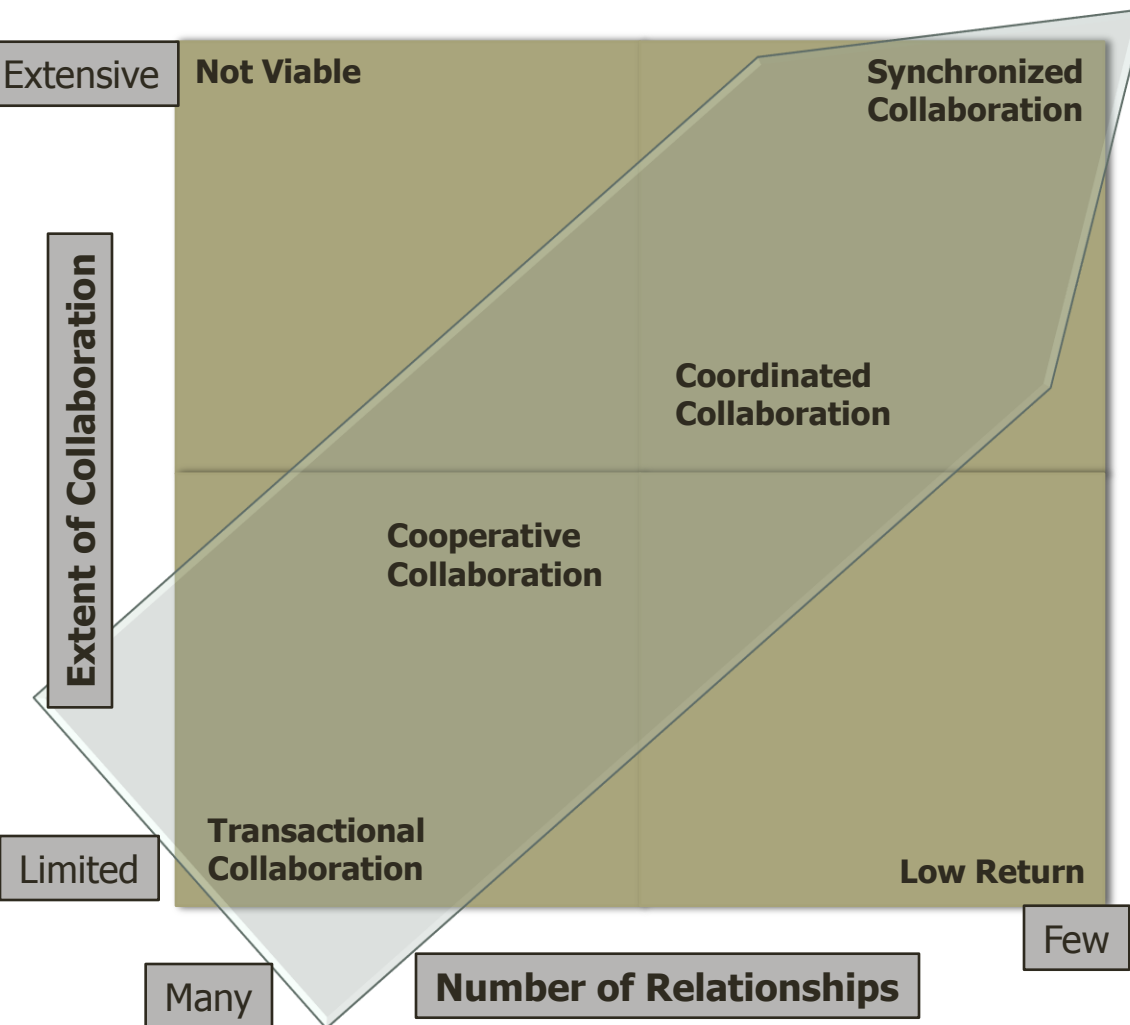 Extensive
Not Viable
Synchronized
Collaboration
Extent of Collaboration
Coordinated
Collaboration
Cooperative
Collaboration
Transactional
Collaboration
Limited
Low Return
Few
Many
Number of Relationships